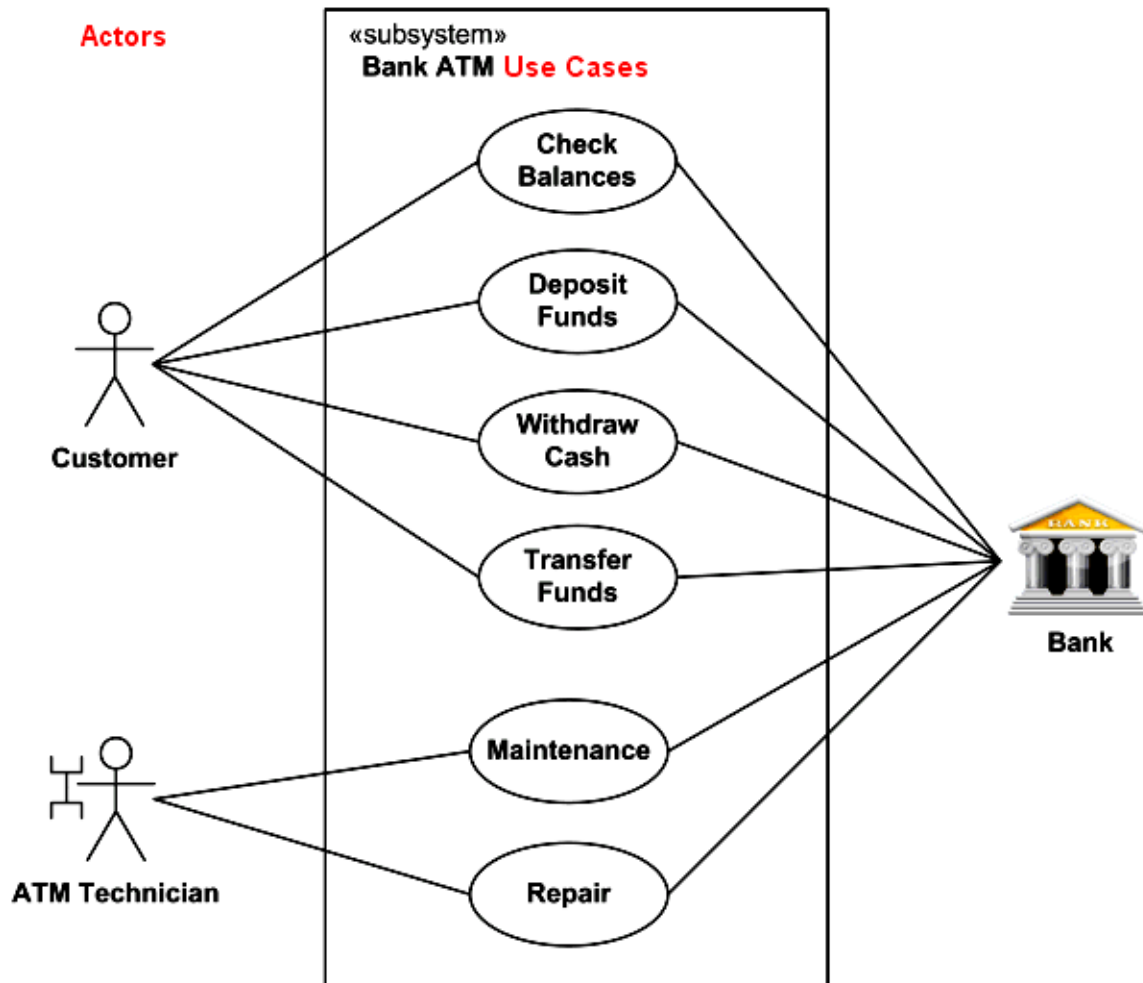 Actors
«subsystem»
Bank ATM Use Cases
Check
Balances
Deposit
Funds
Withdraw
Cash
Customer
Transfer
Funds
BANK
Bank
Maintenance
ATM Technician
Repair